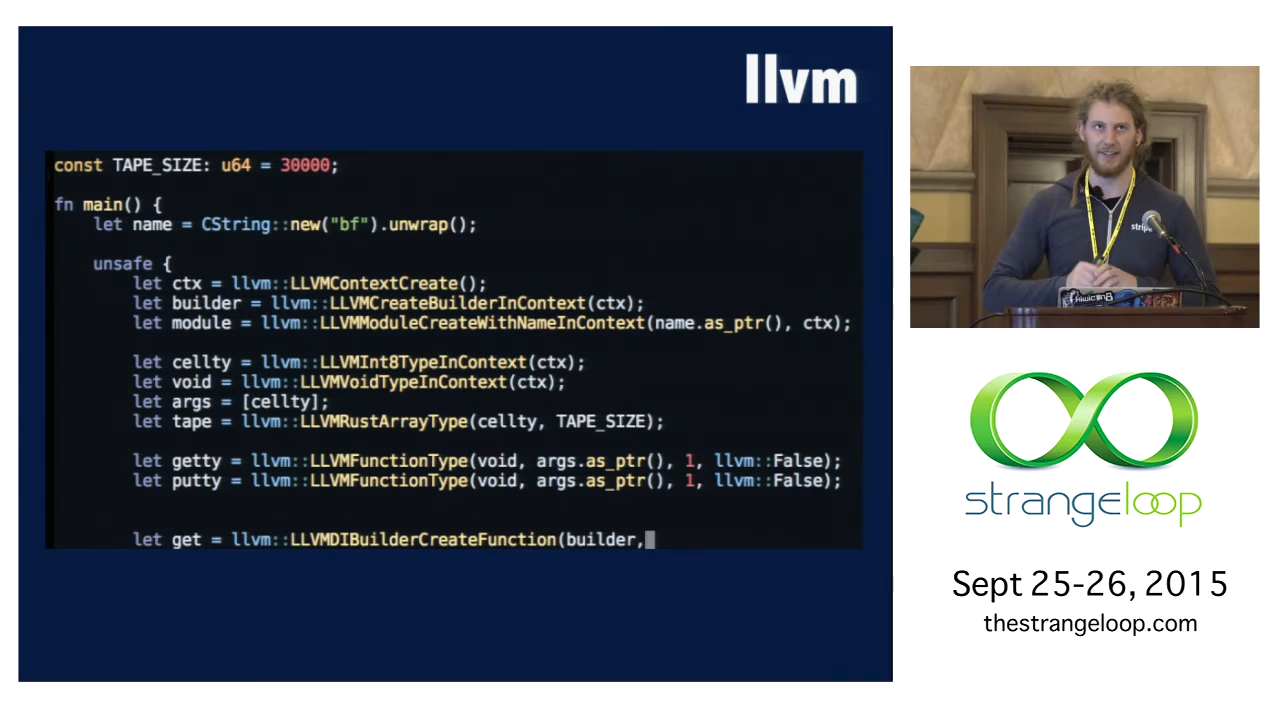 llvm
const TAPE_SIZE: u64 = 30000;
fn main() {
let name = CString::new("bf").unwrap();
unsafe {
let ctx = llvm::LLVMContextCreate();
let builder = llvm::LLVMCreateBuilderInContext(ctx);
let module = llvm::LLVMModuleCreateWithNameInContext(name.as_ptr(), ctx);
let cellty = llvm::LLVMInt8TypeInContext(ctx);
let void = llvm::LLVMVoidTypeInContext(ctx);
let args = [cellty];
let tape = llvm::LLVMRustArrayType(cellty, TAPE_SIZE);
let getty = llvm::LLVMFunctionType(void, args.as_ptr(), 1, llvm::False);
let putty = llvm::LLVMFunctionType(void, args.as_ptr(), 1, llvm::False);
let get = llvm::LLVMDIBuilderCreateFunction(builder,
stripe
strangeloop
Sept 25-26, 2015
thestrangeloop.com